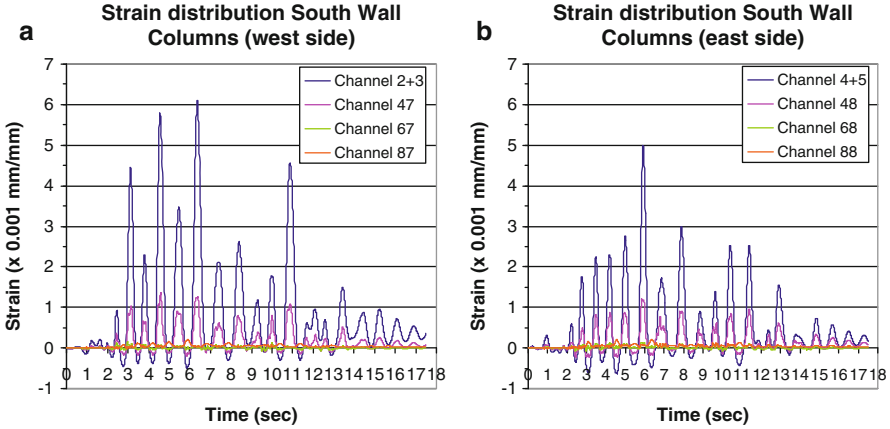 a
Strain distribution South Wall
Columns (west side)
Strain (x 0.001 mm/mm)
7
6
5
4
3
2
1
0
-1
Channel 2+3
Channel 47
Channel 67
Channel 87
0 1 2 3 4 5 6 7 8 9 10 11 12 13 14 15 16 17 18
Time (sec)
b
Strain distribution South Wall
Columns (east side)
Strain (x 0.001 mm/mm)
7
6
5
4
3
2
1
0
-1
Channel 4+5
Channel 48
Channel 68
Channel 88
0 1 2 3 4 5 6 7 8 9 10 11 12 13 14 15 16 17 18
Time (sec)